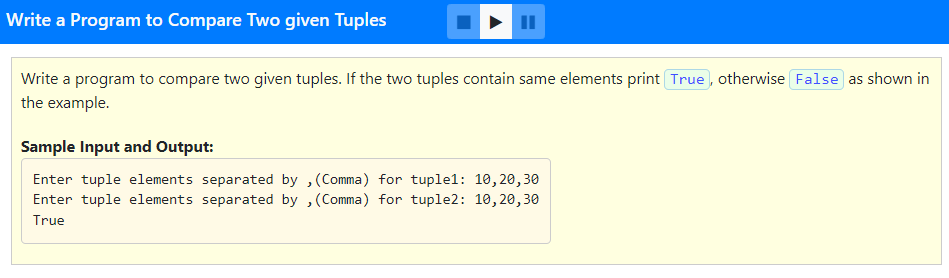 Write a Program to Compare Two given Tuples
Write a program to compare two given tuples. If the two tuples contain same elements print True, otherwise False as shown in
the example.
Sample Input and Output:
Enter tuple elements separated by ,(Comma) for tuple1: 10,20,30
Enter tuple elements separated by ,(Comma) for tuple2: 10,20,30
True